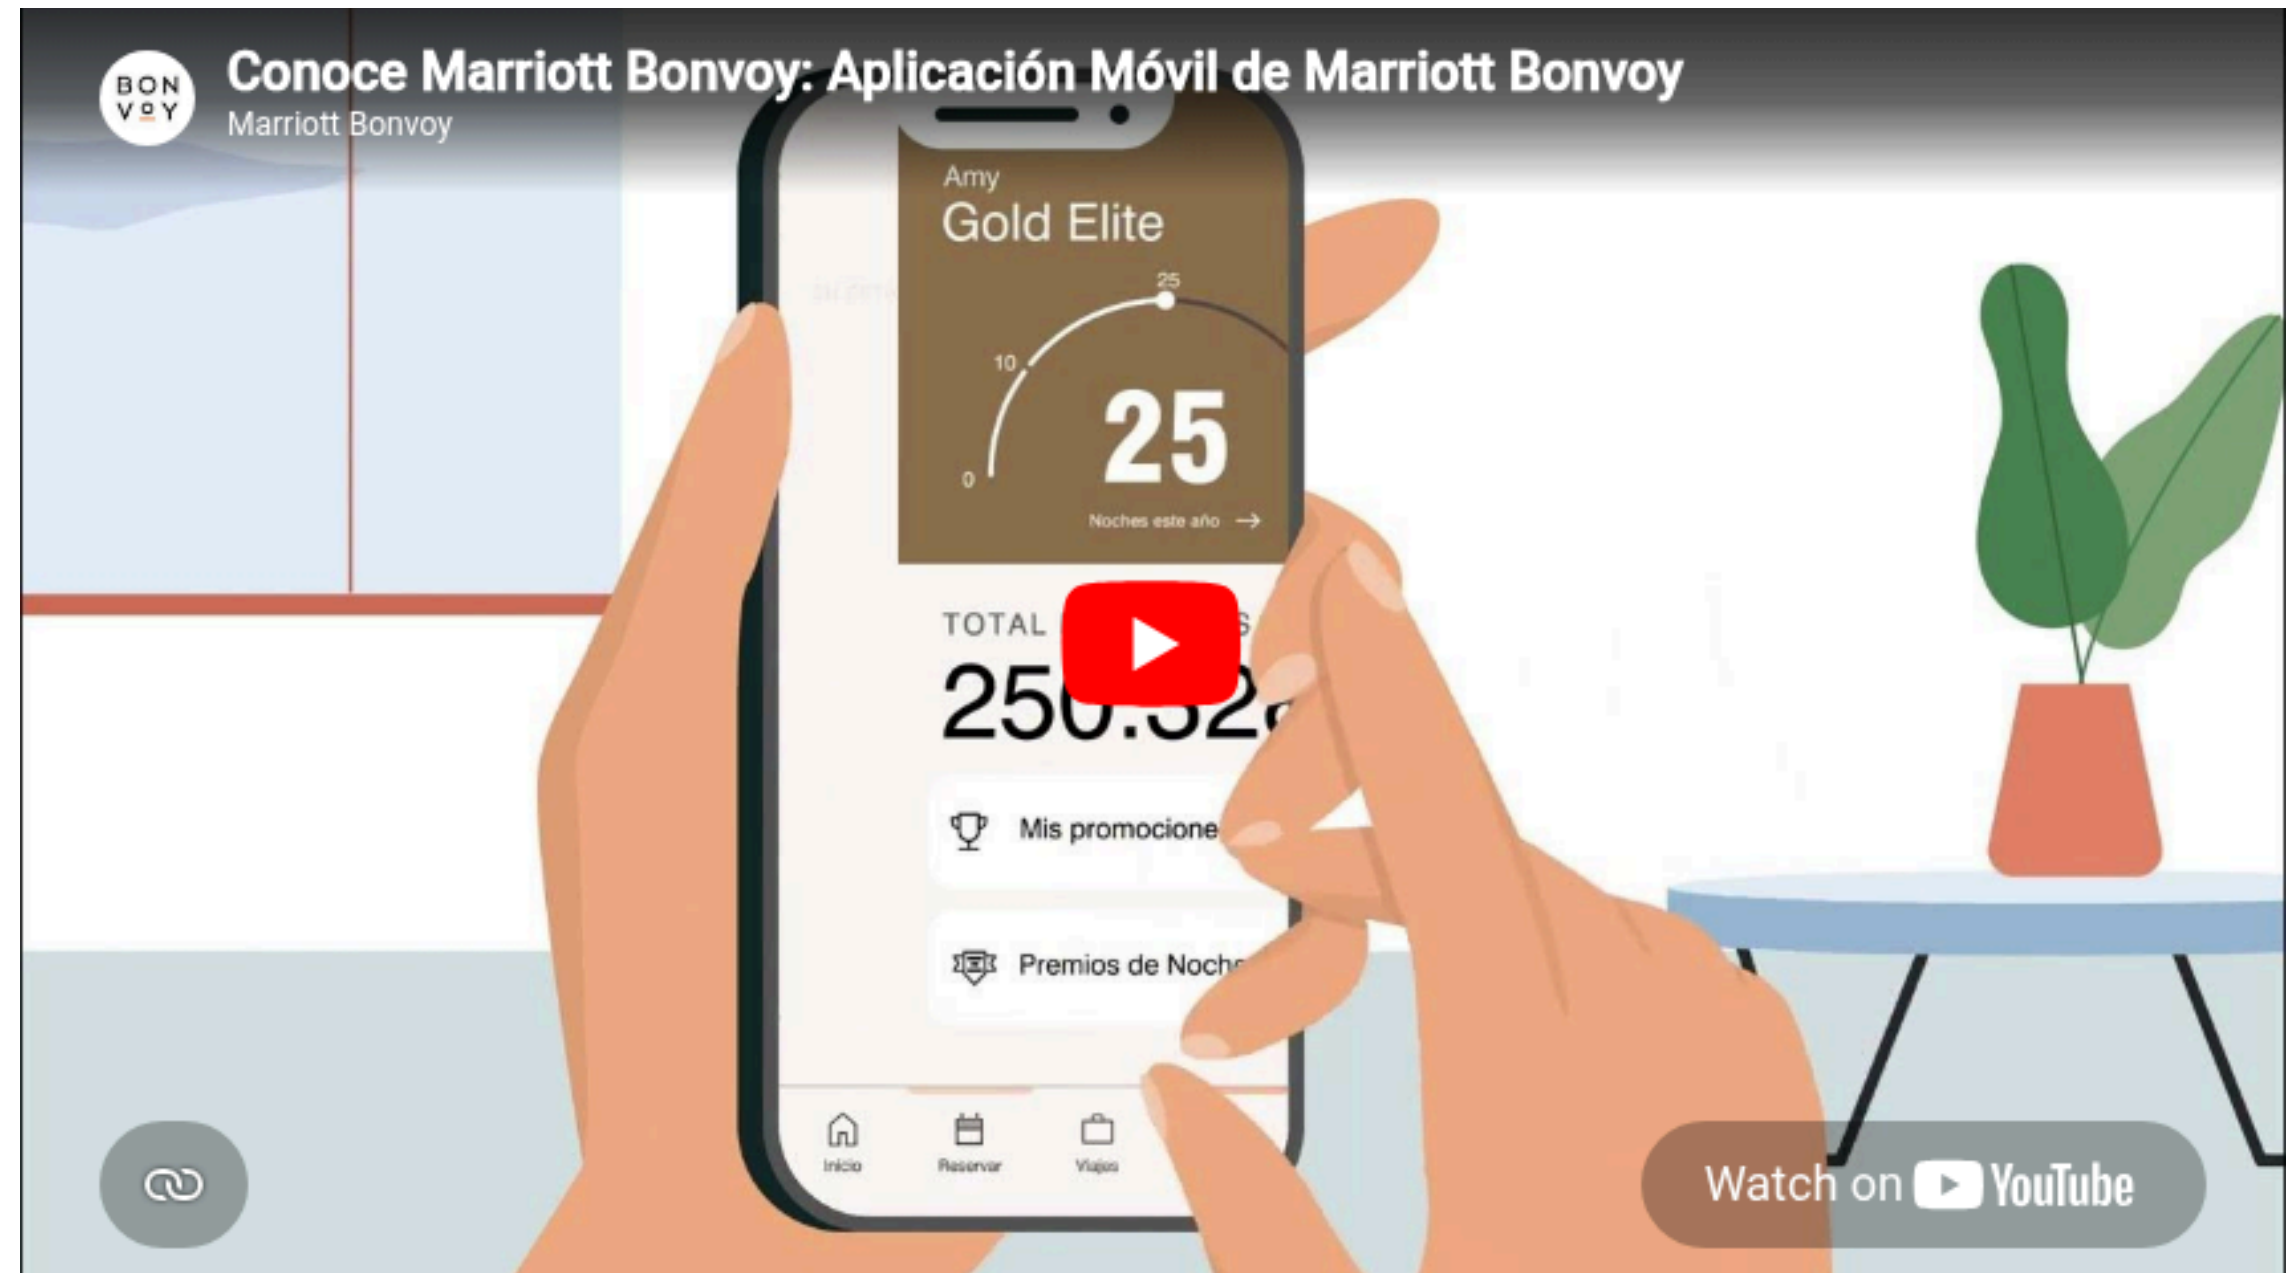 BON
VOY
Conoce Marriott Bonvoy: Aplicación Móvil de Marriott Bonvoy
Marriott Bonvoy
Amy
Gold Elite
25
10
0
25
Noches este año
TOTAL
Mis promocione
Premios de Noch
Inicio
Reservar
Viajes
Watch on YouTube